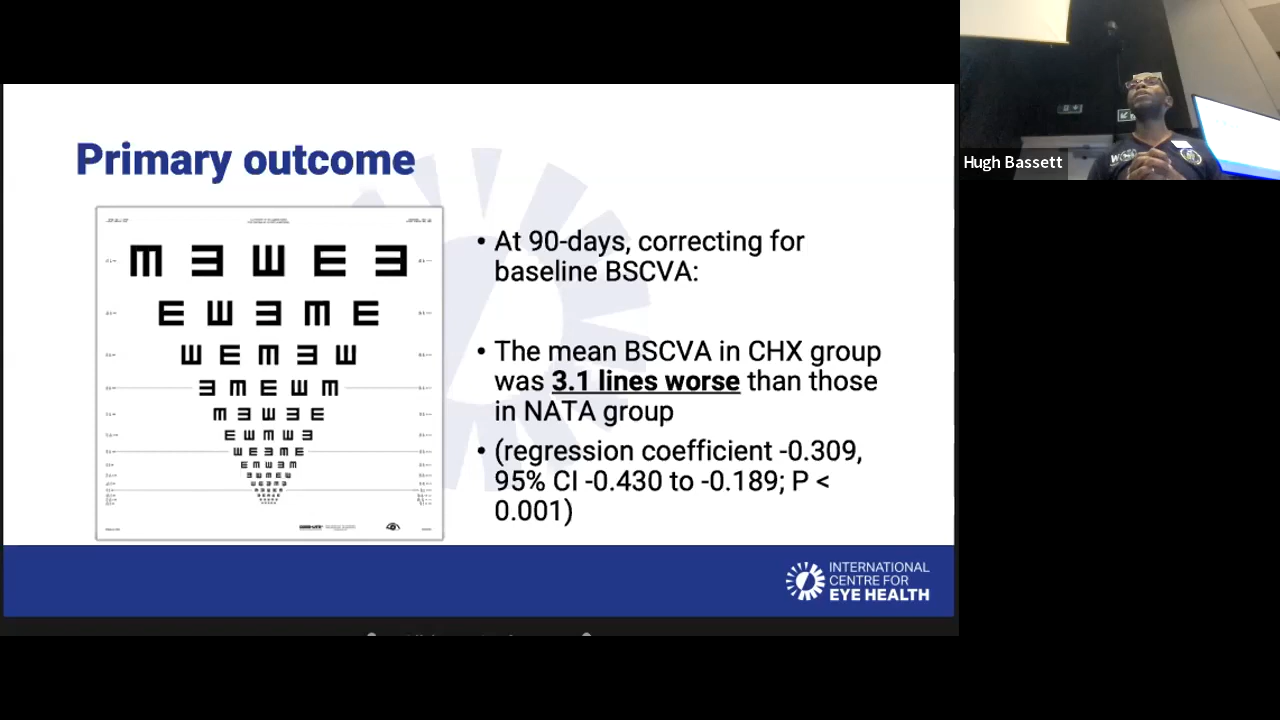 Primary outcome
M Ǝ W E Ǝ
E W Ǝ M E
W E M Ǝ W
Ǝ M E W M
M Ǝ W Ǝ E
E W M W Ǝ
W E Ǝ M E
• At 90-days, correcting for
baseline BSCVA:
• The mean BSCVA in CHX group
was 3.1 lines worse than those
in NATA group
• (regression coefficient -0.309,
95% CI -0.430 to -0.189; P <
0.001)
INTERNATIONAL
CENTRE FOR
EYE HEALTH
Hugh Bassett